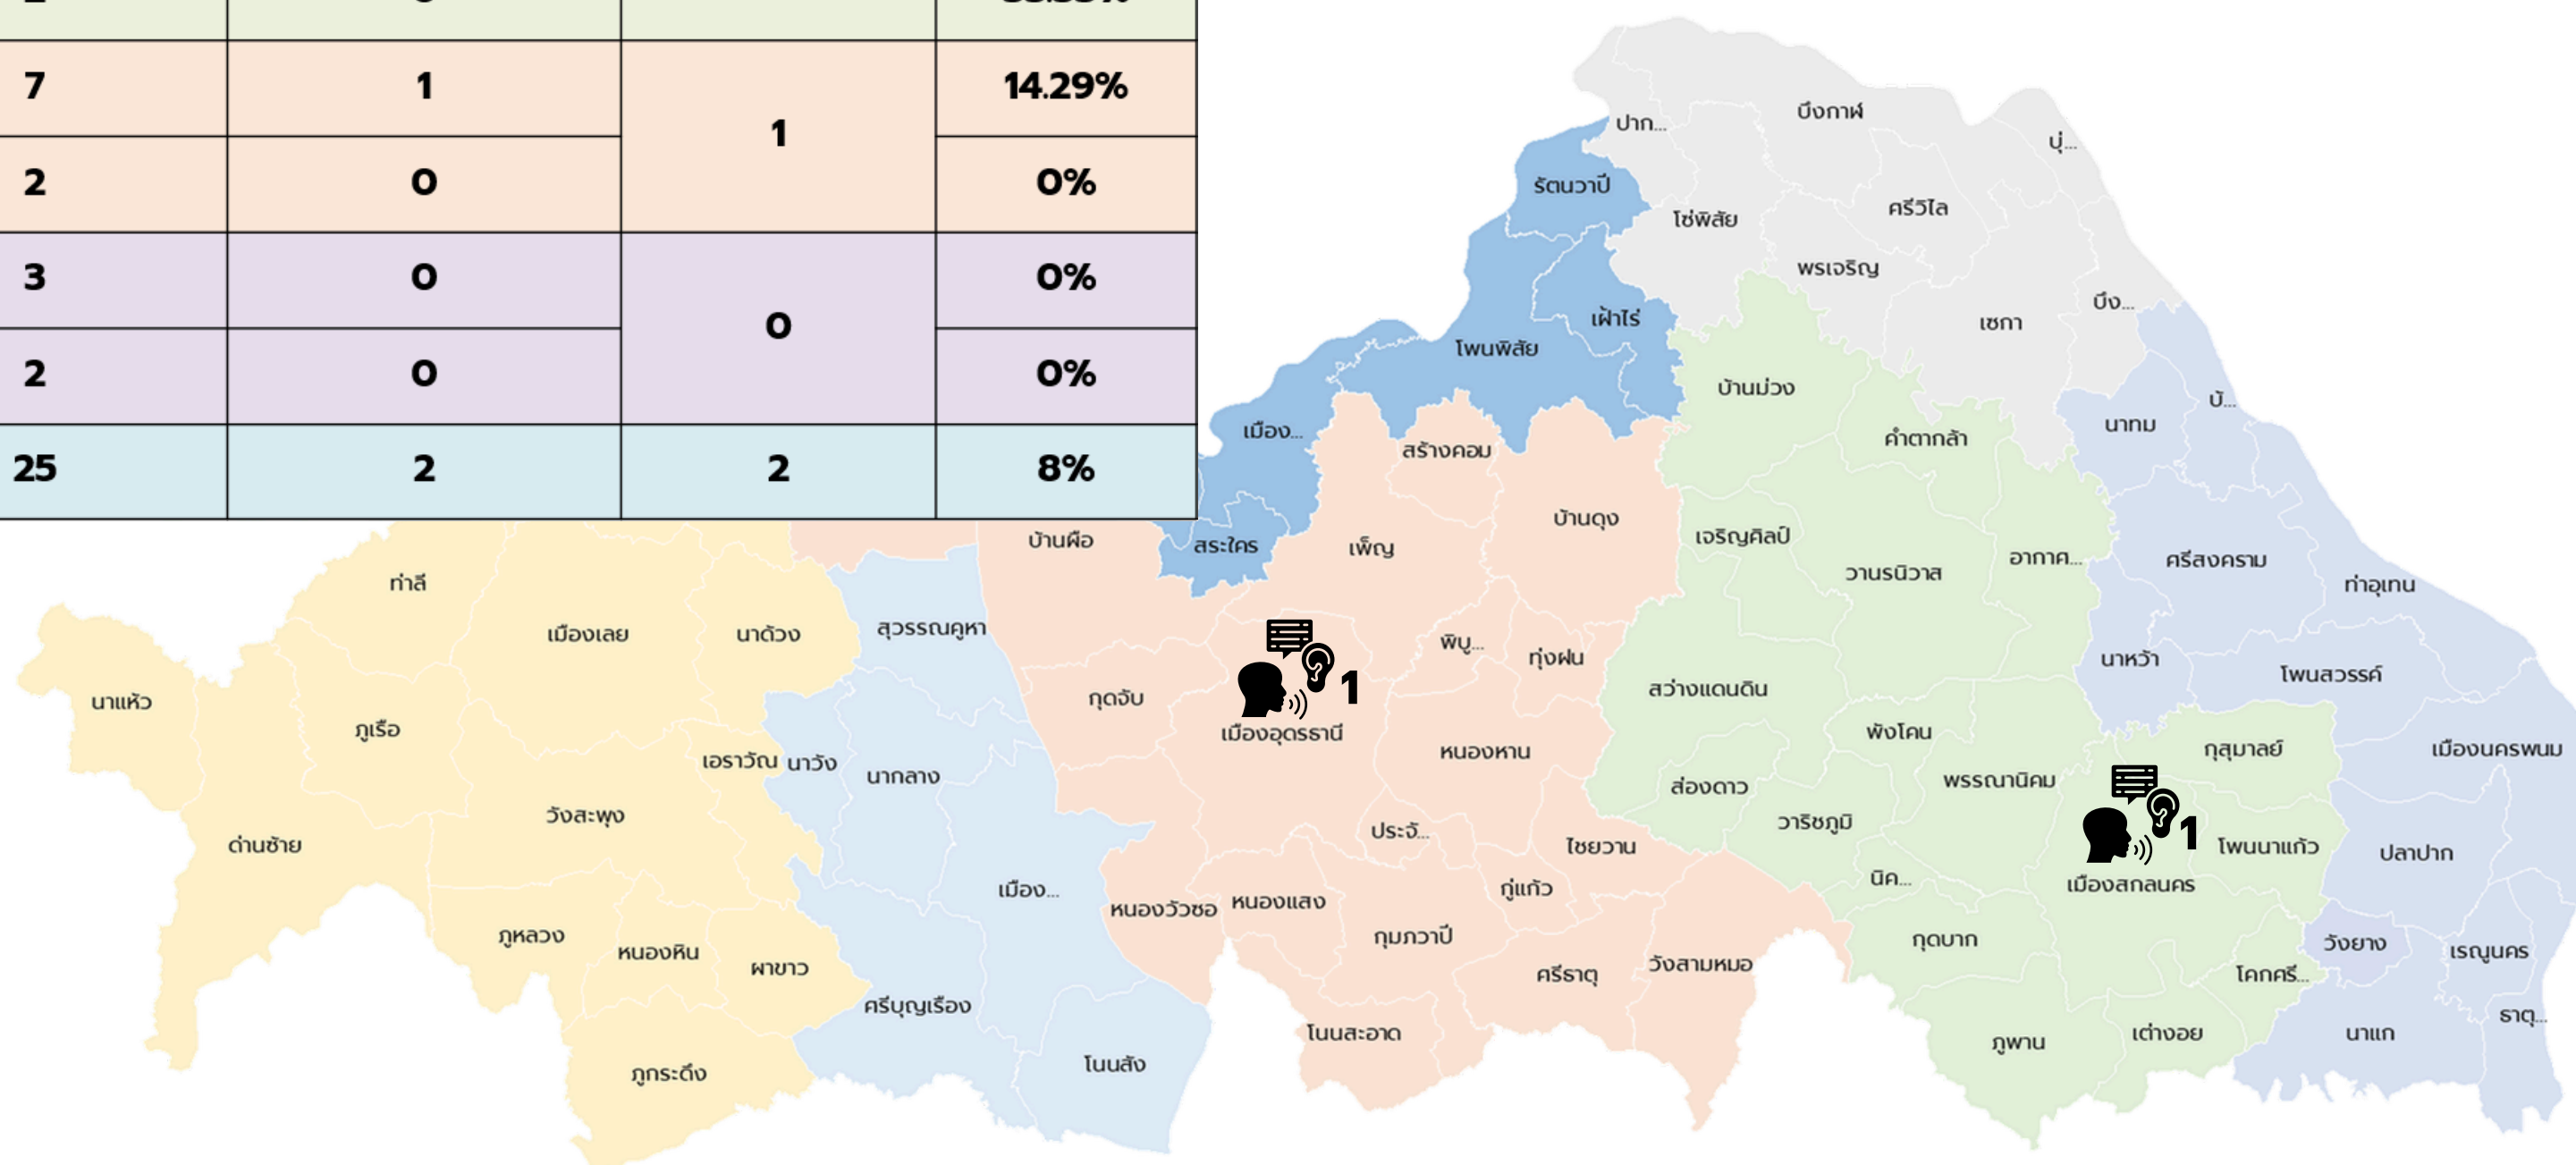 7 1 1 14.29%
2 0 0%
3 0 0 0%
2 0 0%
25 2 2 8%
บึงกาฬ
ปาก...
บุ่...
รัตนวาปี
ศรีวิไล
โซ่พิสัย
พรเจริญ
บึง...
เฝ้าไร่
เซกา
โพนพิสัย
บ้านม่วง
บ้...
นาทม
เมือง...
คำตากล้า
สร้างคอม
บ้านดุง
เจริญศิลป์
บ้านผือ
สระใคร
เพ็ญ
อากาศ...
ศรีสงคราม
วานรนิวาส
ท่าลี่
ท่าอุเทน
สุวรรณคูหา
เมืองเลย
นาด้วง
พิบู...
ทุ่งฝน
นาหว้า
โพนสวรรค์
1
สว่างแดนดิน
กุดจับ
นาแห้ว
ภูเรือ
เมืองอุดรธานี
พังโคน
หนองหาน
กุสุมาลย์
เมืองนครพนม
เอราวัณ
นาวัง
นากลาง
พรรณานิคม
ส่องดาว
วังสะพุง
วาริชภูมิ
1
ประจั...
ด่านซ้าย
ไชยวาน
โพนนาแก้ว
ปลาปาก
นิค...
เมืองสกลนคร
เมือง...
กู่แก้ว
หนองวัวซอ
หนองแสง
ภูหลวง
กุมภวาปี
กุดบาก
วังยาง
หนองหิน
เรณูนคร
ผาขาว
วังสามหมอ
ศรีธาตุ
โคกศรี...
ศรีบุญเรือง
ธาตุ...
โนนสะอาด
ภูพาน
เต่างอย
นาแก
โนนสัง
ภูกระดึง